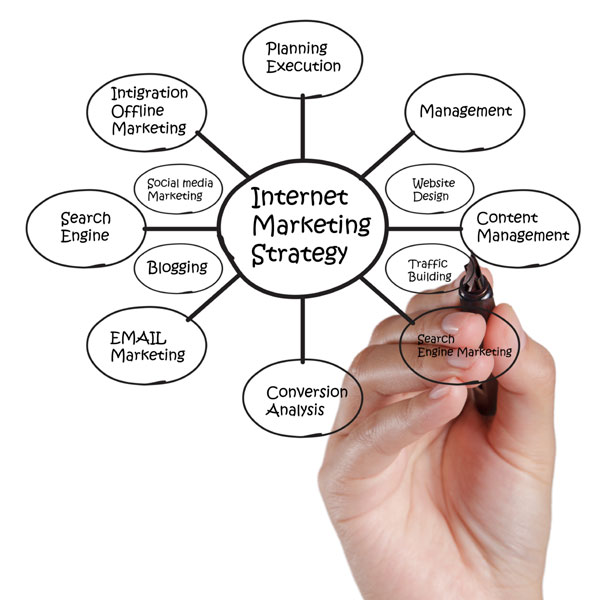 Planning
Execution
Intigration
Offline
Marketing
Management
Social media
Marketing
Website
Design
Internet
Marketing
Strategy
Search
Engine
Content
Management
Blogging
Traffic
Building
EMAIL
Marketing
Search
Engine Marketing
Conversion
Analysis